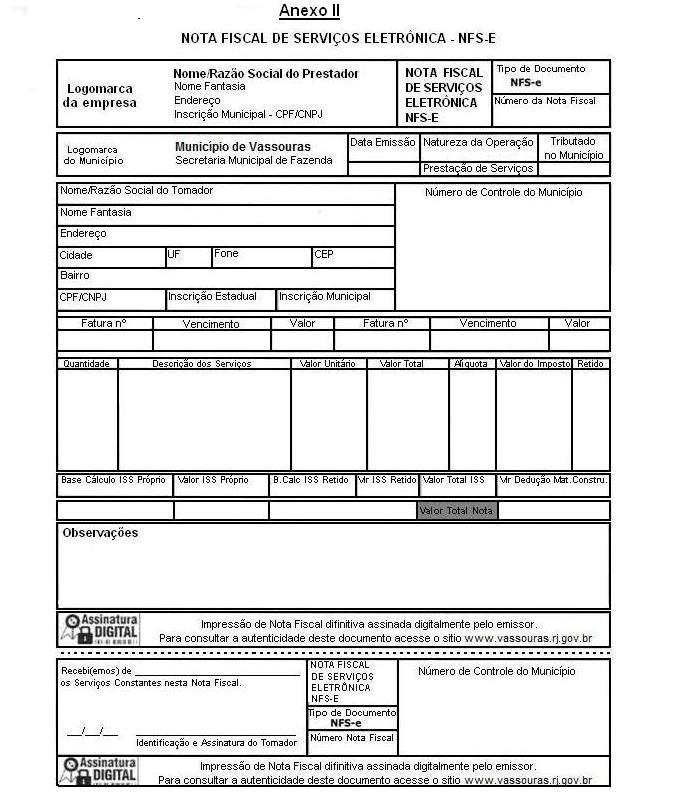 Anexo II
NOTA FISCAL DE SERVIÇOS ELETRÔNICA - NFS-E
Logomarca
da empresa
Nome/Razão Social do Prestador
Nome Fantasia
Endereço
Inscrição Municipal - CPF/CNPJ
NOTA FISCAL
DE SERVIÇOS
ELETRÔNICA
NFS-E
Tipo de Documento
NFS-e
Número da Nota Fiscal
Logomarca
do Município
Município de Vassouras
Secretaria Municipal de Fazenda
Data Emissão
Natureza da Operação
Prestação de Serviços
Tributado
no Município
Nome/Razão Social do Tomador
Nome Fantasia
Endereço
Cidade UF Fone CEP
Bairro
CPF/CNPJ Inscrição Estadual Inscrição Municipal
Número de Controle do Município
Fatura nº Vencimento Valor Fatura nº Vencimento Valor
Quantidade Descrição dos Serviços Valor Unitário Valor Total Aliquota Valor do Imposto Retido
Base Cálculo ISS Próprio Valor ISS Próprio B.Calc ISS Retido Vlr ISS Retido Valor Total ISS Vlr Dedução Mat.Constru.
Valor Total Nota
Observações
Assinatura
DIGITAL
Impressão de Nota Fiscal difinitiva assinada digitalmente pelo emissor.
Para consultar a autenticidade deste documento acesse o sitio www.vassouras.rj.gov.br
Recebi(emos) de
os Serviços Constantes nesta Nota Fiscal.
__/__/__
Identificação e Assinatura do Tomador
NOTA FISCAL
DE SERVIÇOS
ELETRÔNICA
NFS-E
Tipo de Documento
NFS-e
Número Nota Fiscal
Número de Controle do Município
Assinatura
DIGITAL
Impressão de Nota Fiscal difinitiva assinada digitalmente pelo emissor.
Para consultar a autenticidade deste documento acesse o sitio www.vassouras.rj.gov.br